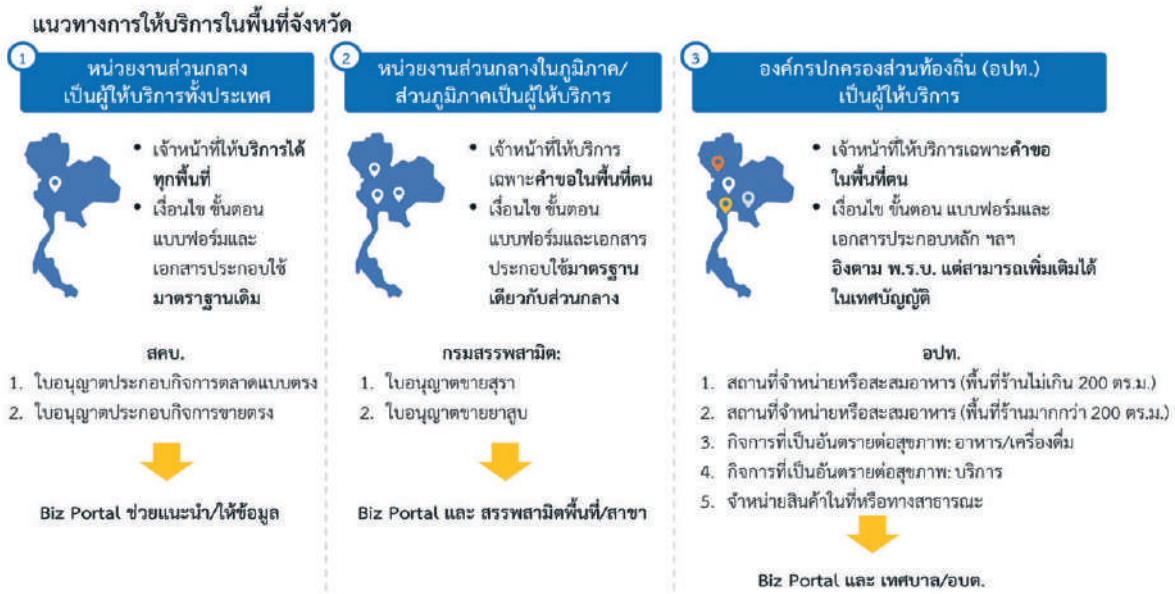 แนวทางการให้บริการในพื้นที่จังหวัด
1
หน่วยงานส่วนกลาง
เป็นผู้ให้บริการทั้งประเทศ
• เจ้าหน้าที่ให้บริการได้
ทุกพื้นที่
• เงื่อนไข ขั้นตอน
แบบฟอร์มและ
เอกสารประกอบใช้
มาตราฐานเดิม
สคบ.
1. ใบอนุญาตประกอบกิจการตลาดแบบตรง
2. ใบอนุญาตประกอบกิจการขายตรง
Biz Portal ช่วยแนะนำ/ให้ข้อมูล
2
หน่วยงานส่วนกลางในภูมิภาค/
ส่วนภูมิภาคเป็นผู้ให้บริการ
• เจ้าหน้าที่ให้บริการ
เฉพาะคำขอในพื้นที่ตน
• เงื่อนไข ขั้นตอน
แบบฟอร์มและเอกสาร
ประกอบใช้มาตรฐาน
เดียวกับส่วนกลาง
กรมสรรพสามิต:
1. ใบอนุญาตขายสุรา
2. ใบอนุญาตขายยาสูบ
Biz Portal และ สรรพสามิตพื้นที่/สาขา
3
องค์กรปกครองส่วนท้องถิ่น (อปท.)
เป็นผู้ให้บริการ
• เจ้าหน้าที่ให้บริการเฉพาะคำขอ
ในพื้นที่ตน
• เงื่อนไข ขั้นตอน แบบฟอร์มและ
เอกสารประกอบหลัก ฯลฯ
อิงตาม พ.ร.บ. แต่สามารถเพิ่มเติมได้
ในเทศบัญญัติ
อปท.
1. สถานที่จำหน่ายหรือสะสมอาหาร (พื้นที่ร้านไม่เกิน 200 ตร.ม.)
2. สถานที่จำหน่ายหรือสะสมอาหาร (พื้นที่ร้านมากกว่า 200 ตร.ม.)
3. กิจการที่เป็นอันตรายต่อสุขภาพ: อาหาร/เครื่องดื่ม
4. กิจการที่เป็นอันตรายต่อสุขภาพ: บริการ
5. จำหน่ายสินค้าในที่หรือทางสาธารณะ
Biz Portal และ เทศบาล/อบต.